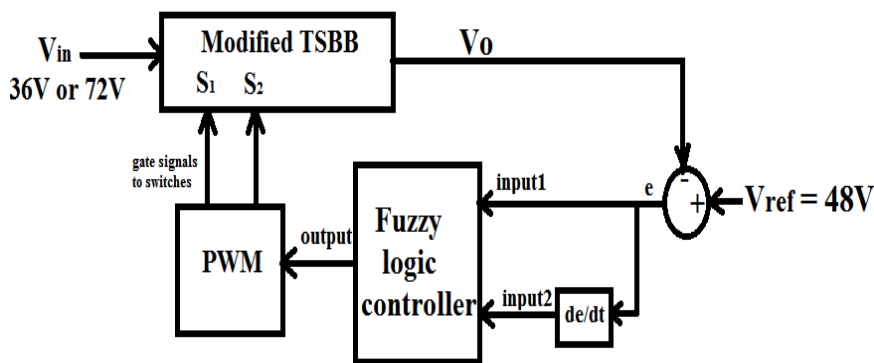 Vin
36V or 72V
Modified TSBB
S1 S2
Vo
gate signals
to switches
PWM
output
Fuzzy
logic
controller
input1
input2
de/dt
e
-
+
Vref = 48V